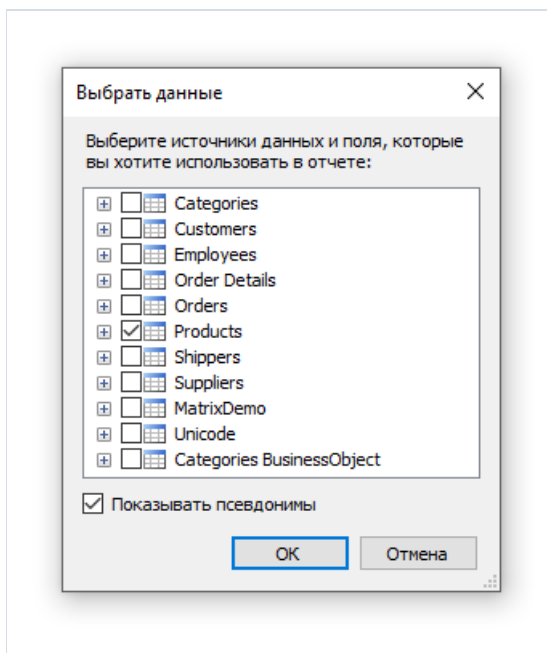 Выбрать данные
Выберите источники данных и поля, которые
вы хотите использовать в отчете:
Categories
Customers
Employees
Order Details
Orders
Products
Shippers
Suppliers
MatrixDemo
Unicode
Categories BusinessObject
Показывать псевдонимы
ОК
Отмена